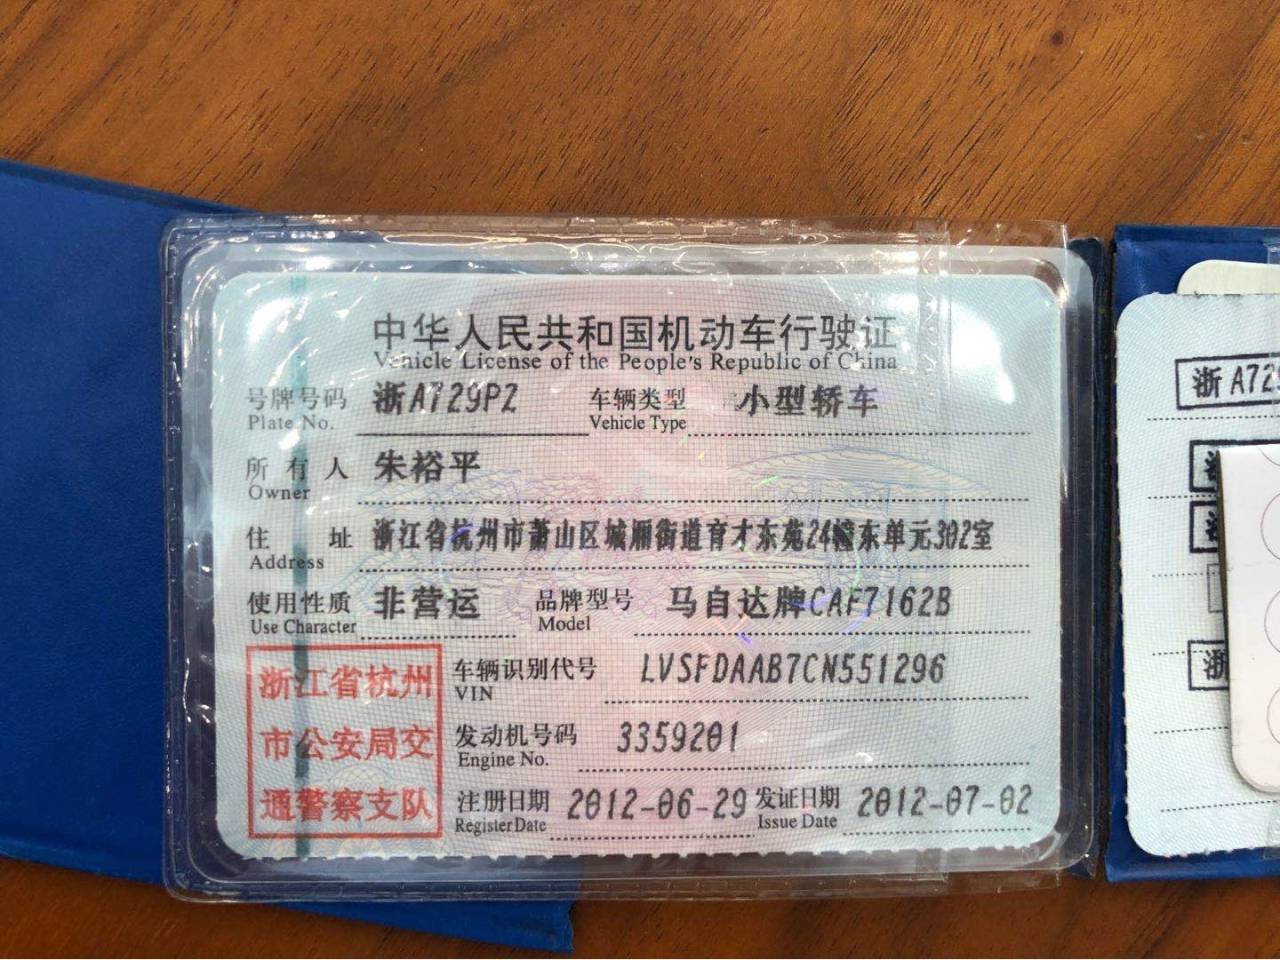 中华人民共和国机动车行驶证
Vehicle License of the People's Republic of China
号牌号码 浙A729PZ 车辆类型 小型轿车
Plate No. Vehicle Type
所有人 朱裕平
Owner
住址 浙江省杭州市萧山区城厢街道育才东苑24幢东单元302室
Address
使用性质 非营运 品牌型号 马自达牌CAF7162B
Use Character Model
浙江省杭州
市公安局交
通警察支队
车辆识别代号 LVSFDAAB7CN551296
VIN
发动机号码 3359201
Engine No.
注册日期 2012-06-29 发证日期 2012-07-02
Register Date Issue Date
浙A729
浙